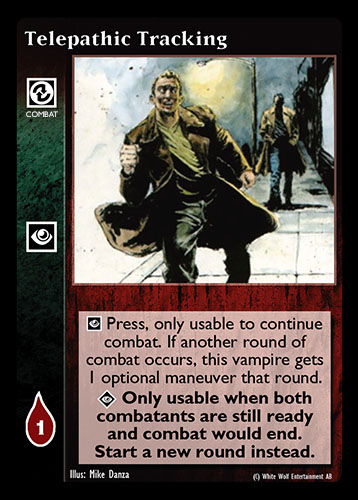 Telepathic Tracking
COMBAT
Press, only usable to continue
combat. If another round of
combat occurs, this vampire gets
1 optional maneuver that round.
Only usable when both
combatants are still ready
and combat would end.
Start a new round instead.
1
Illus: Mike Danza
(C) White Wolf Entertainment AB